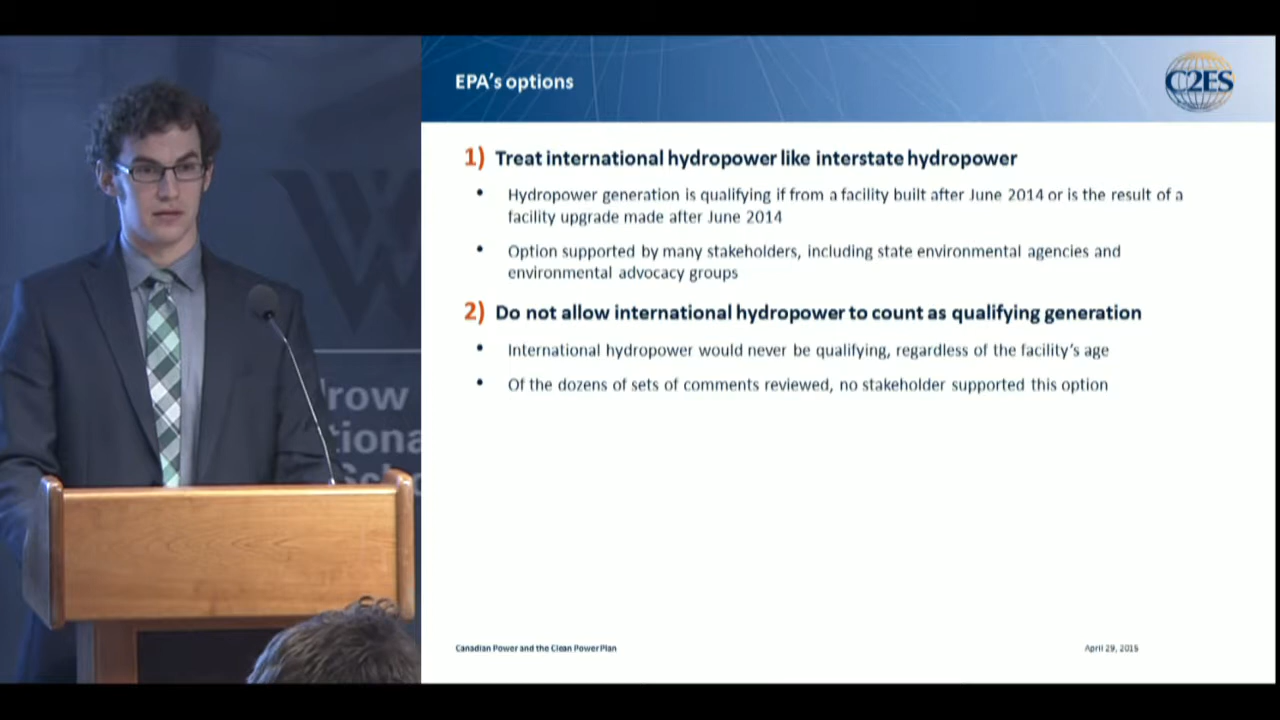 EPA's options
C2ES
1) Treat international hydropower like interstate hydropower
• Hydropower generation is qualifying if from a facility built after June 2014 or is the result of a
facility upgrade made after June 2014
• Option supported by many stakeholders, including state environmental agencies and
environmental advocacy groups
2) Do not allow international hydropower to count as qualifying generation
• International hydropower would never be qualifying, regardless of the facility's age
• Of the dozens of sets of comments reviewed, no stakeholder supported this option
Canadian Power and the Clean Power Plan
April 29, 2015
W
row
tiona
Sch